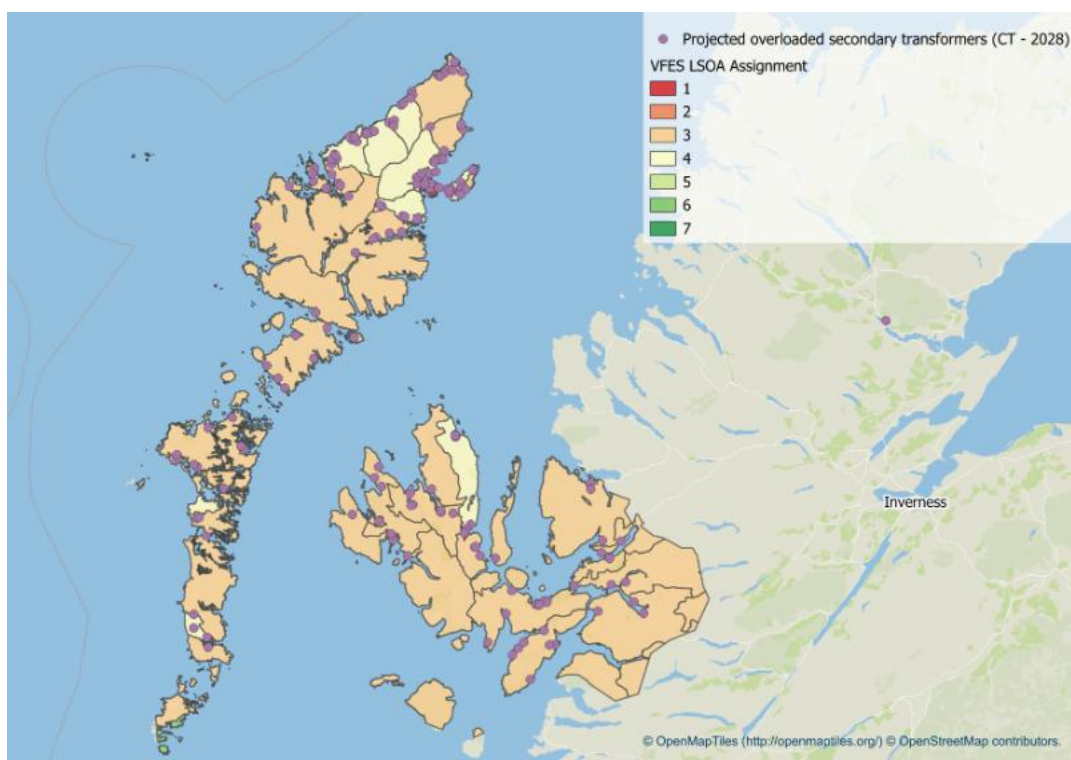 Projected overloaded secondary transformers (CT - 2028)
VFES LSOA Assignment
1
2
3
4
5
6
7
Inverness
© OpenMapTiles (http://openmaptiles.org/) © OpenStreetMap contributors.